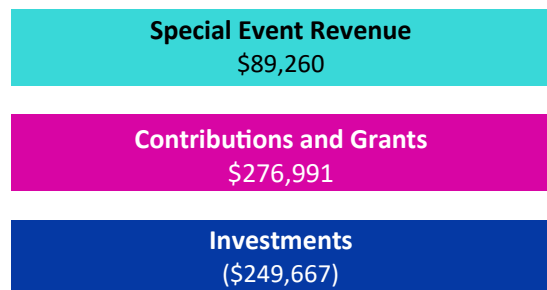 Special Event Revenue
$89,260
Contributions and Grants
$276,991
Investments
($249,667)